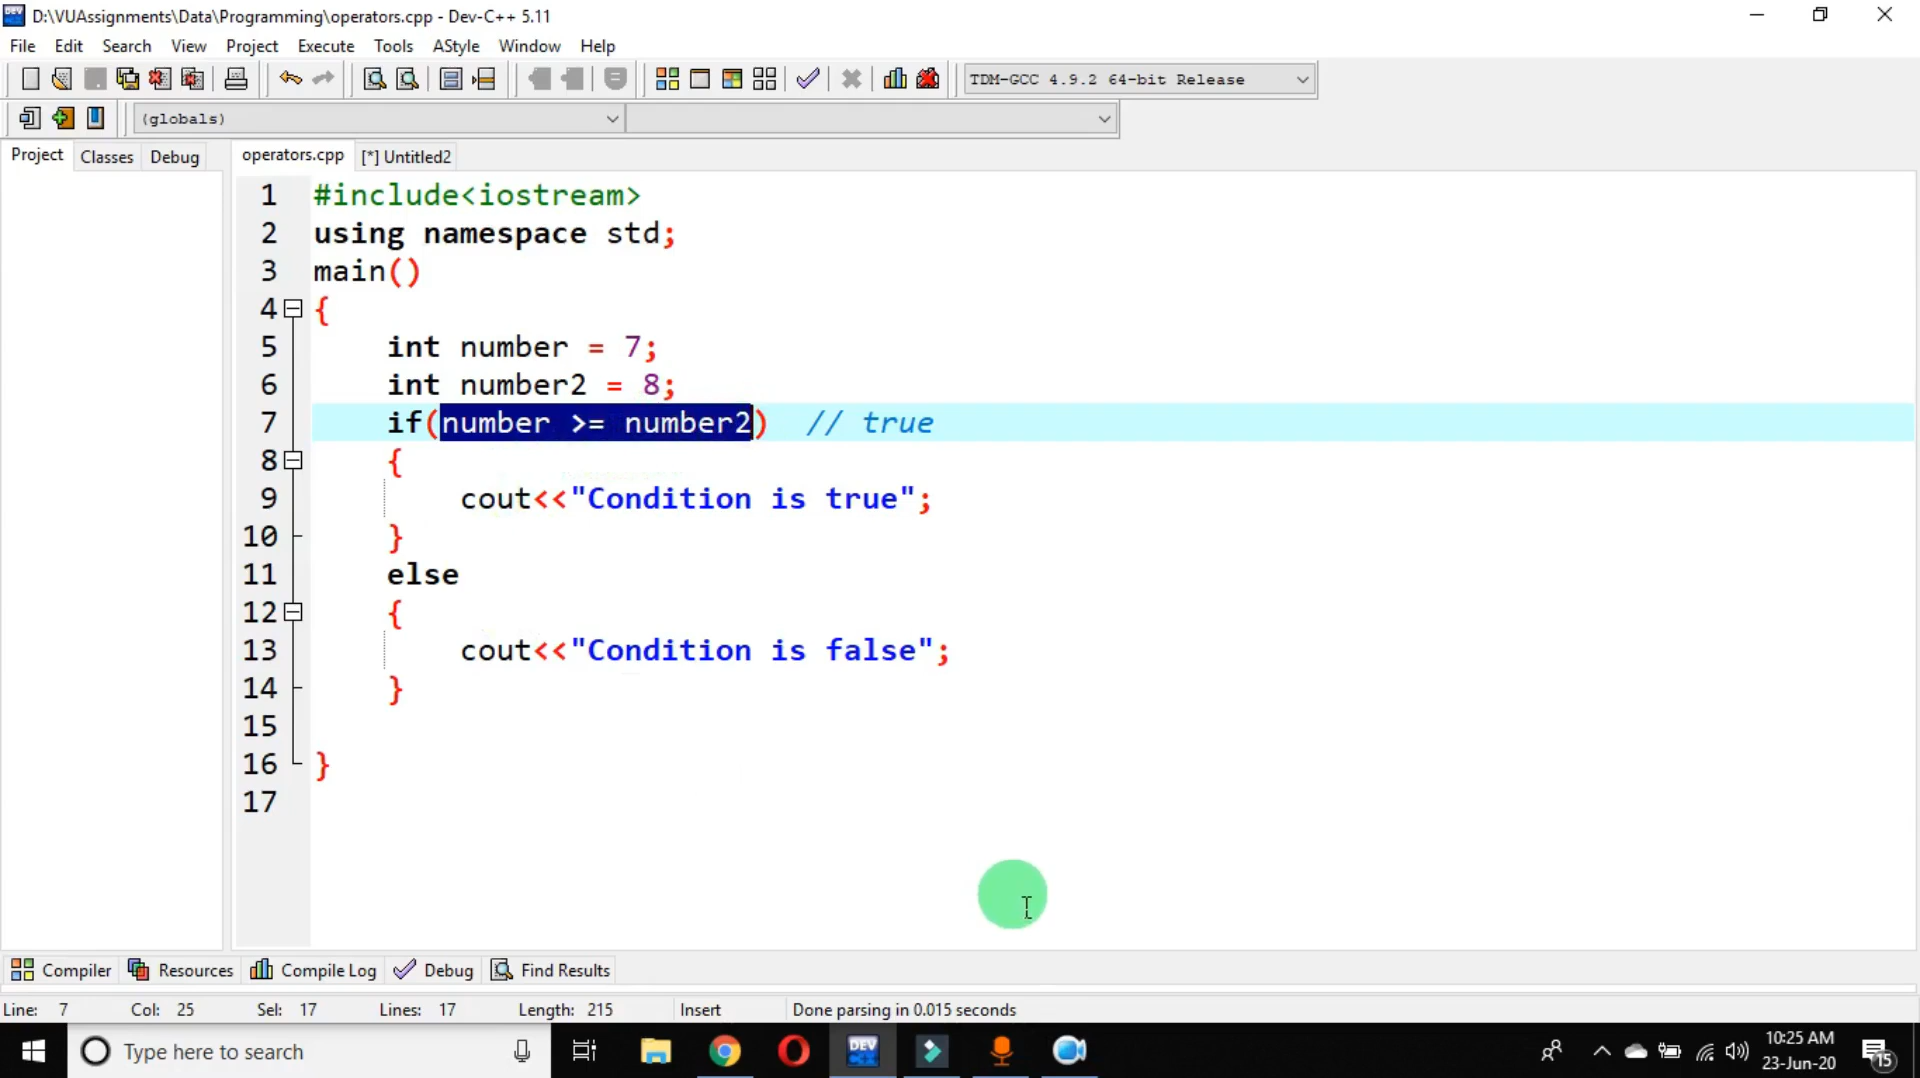 D:\VUAssignments\Data\Programming\operators.cpp - Dev-C++ 5.11
File Edit Search View Project Execute Tools AStyle Window Help
TDM-GCC 4.9.2 64-bit Release
(globals)
Project Classes Debug operators.cpp [*] Untitled2
1 #include<iostream>
2 using namespace std;
3 main()
4 {
5 int number = 7;
6 int number2 = 8;
7 if(number >= number2) // true
8 {
9 cout<<"Condition is true";
10 }
11 else
12 {
13 cout<<"Condition is false";
14 }
15
16 }
17
Compiler Resources Compile Log Debug Find Results
Line: 7 Col: 25 Sel: 17 Lines: 17 Length: 215 Insert Done parsing in 0.015 seconds
Type here to search DEV 10:25 AM
23-Jun-20 15